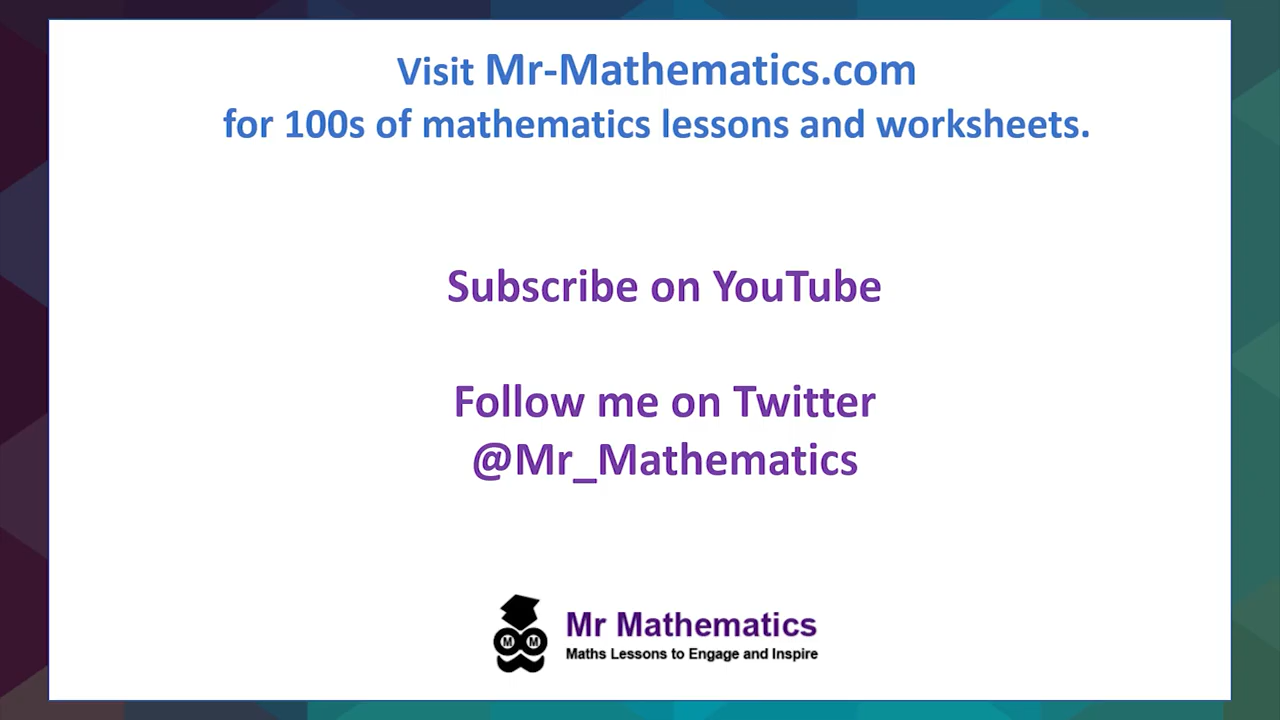 Visit Mr-Mathematics.com
for 100s of mathematics lessons and worksheets.
Subscribe on YouTube
Follow me on Twitter
@Mr_Mathematics
M M
Mr Mathematics
Maths Lessons to Engage and Inspire